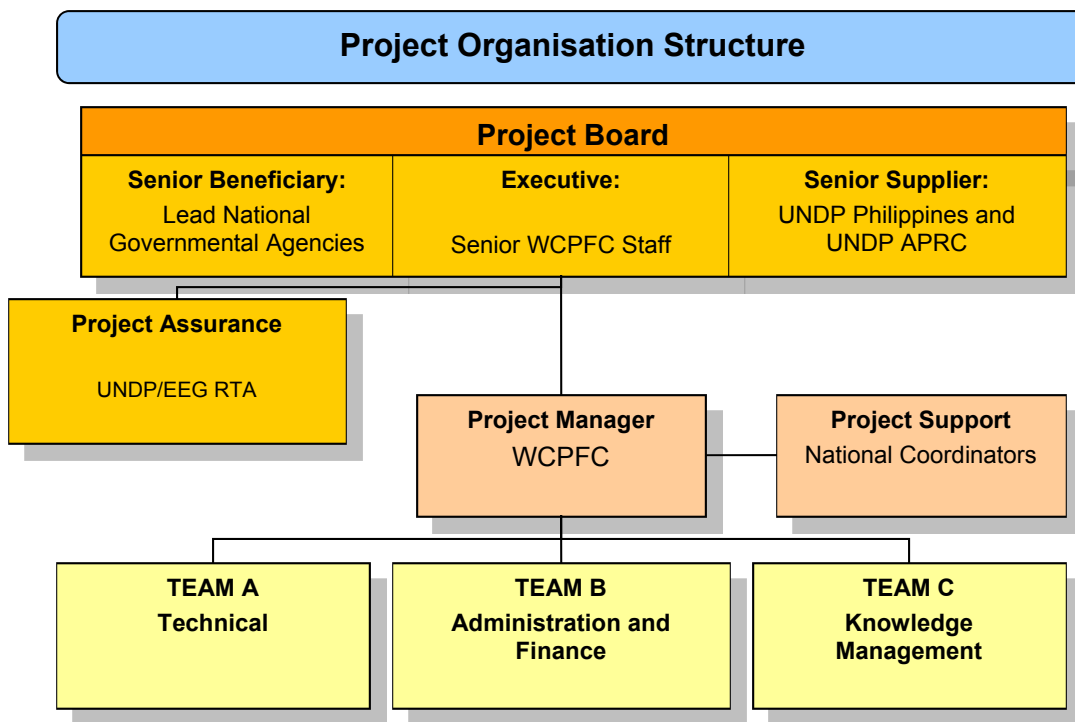 Project Organisation Structure
Project Board
Senior Beneficiary:
Lead National
Governmental Agencies
Executive:
Senior WCPFC Staff
Senior Supplier:
UNDP Philippines and
UNDP APRC
Project Assurance
UNDP/EEG RTA
Project Manager
WCPFC
Project Support
National Coordinators
TEAM A
Technical
TEAM B
Administration and
Finance
TEAM C
Knowledge
Management